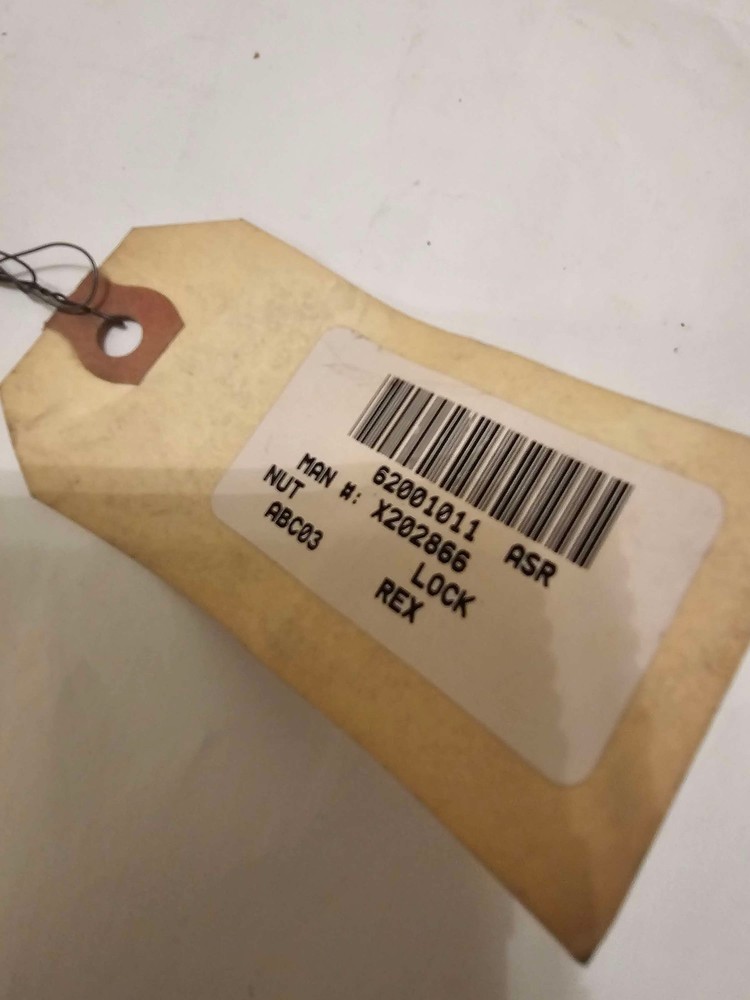 62001011 ASR
MAN #: X202866
NUT LOCK
ABC03 REX